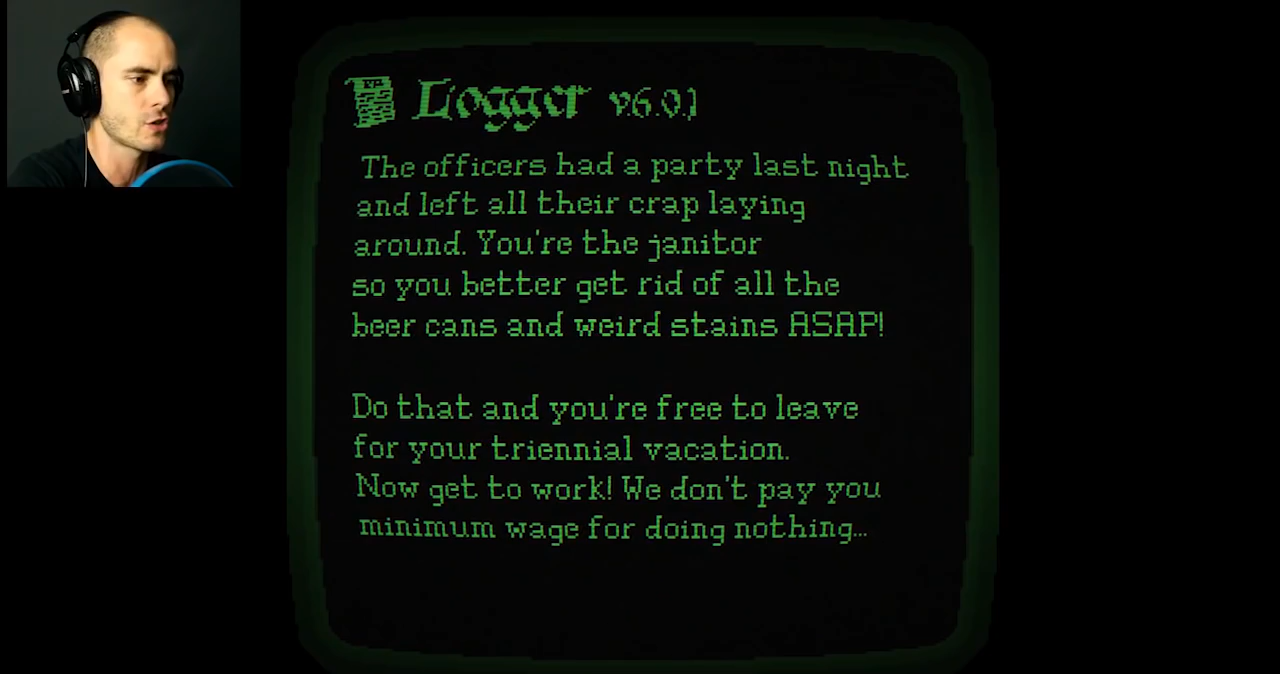 Logger v.6.0.1
The officers had a party last night
and left all their crap laying
around. You're the janitor
so you better get rid of all the
beer cans and weird stains ASAP!
Do that and you're free to leave
for your triennial vacation.
Now get to work! We don't pay you
minimum wage for doing nothing...